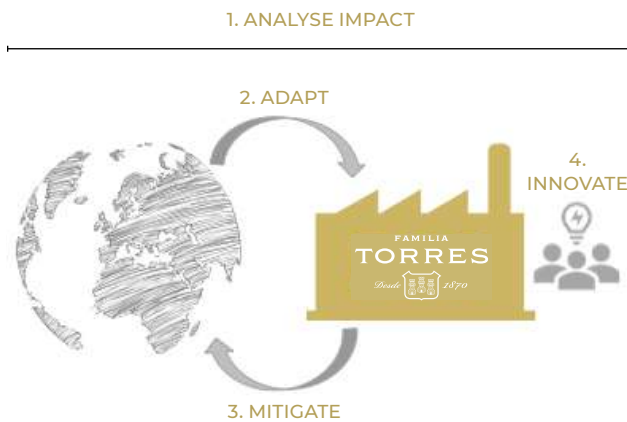 1. ANALYSE IMPACT
2. ADAPT
4.
INNOVATE
FAMILIA
TORRES
Desde 1870
3. MITIGATE